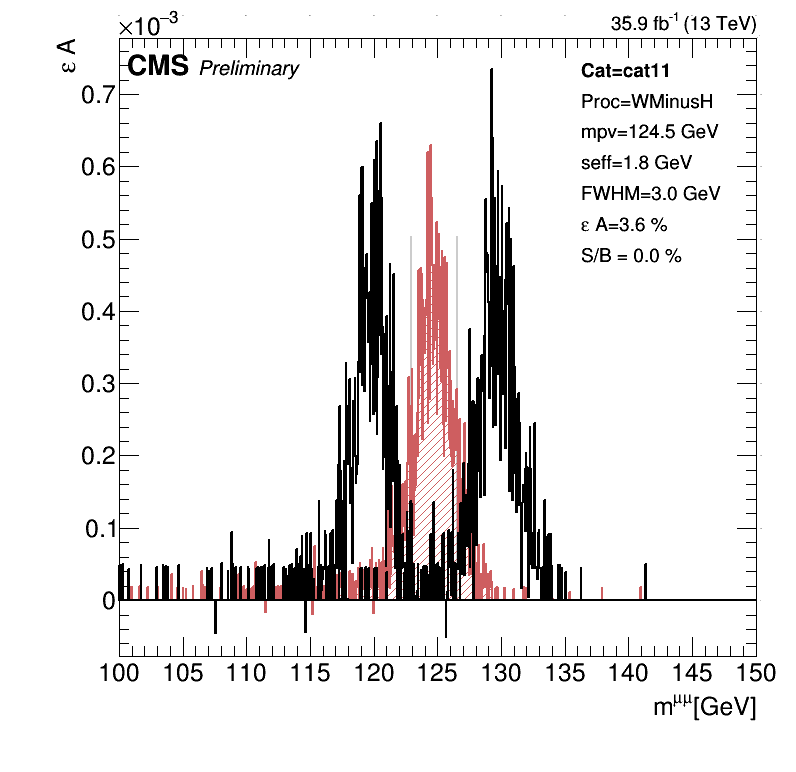 ×10⁻³
35.9 fb⁻¹ (13 TeV)
ε A
CMS Preliminary
Cat=cat11
Proc=WMinusH
mpv=124.5 GeV
seff=1.8 GeV
FWHM=3.0 GeV
ε A=3.6 %
S/B = 0.0 %
0.7
0.6
0.5
0.4
0.3
0.2
0.1
0
100 105 110 115 120 125 130 135 140 145 150
m^μμ[GeV]